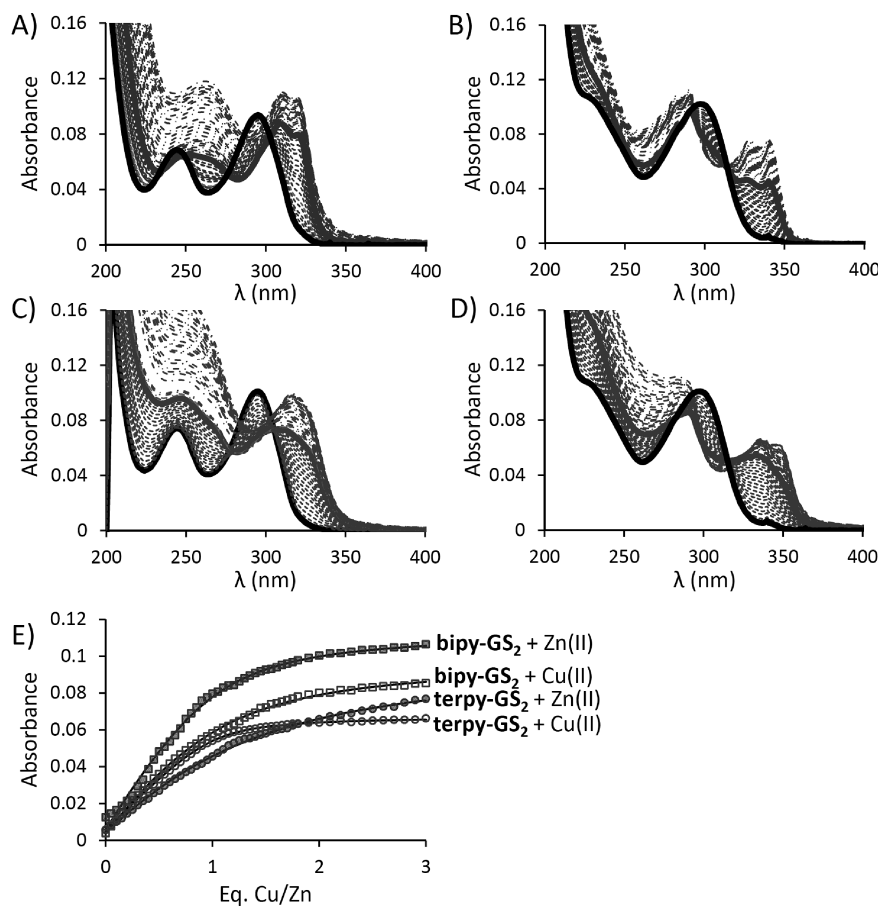 A)
0.16
0.12
0.08
0.04
0
Absorbance
200 250 300 350 400
λ (nm)
B)
0.16
0.12
0.08
0.04
0
Absorbance
200 250 300 350 400
λ (nm)
C)
0.16
0.12
0.08
0.04
0
Absorbance
200 250 300 350 400
λ (nm)
D)
0.16
0.12
0.08
0.04
0
Absorbance
200 250 300 350 400
λ (nm)
E)
0.12
0.1
0.08
0.06
0.04
0.02
0
Absorbance
0 1 2 3
Eq. Cu/Zn
bipy-GS₂ + Zn(II)
bipy-GS₂ + Cu(II)
terpy-GS₂ + Zn(II)
terpy-GS₂ + Cu(II)